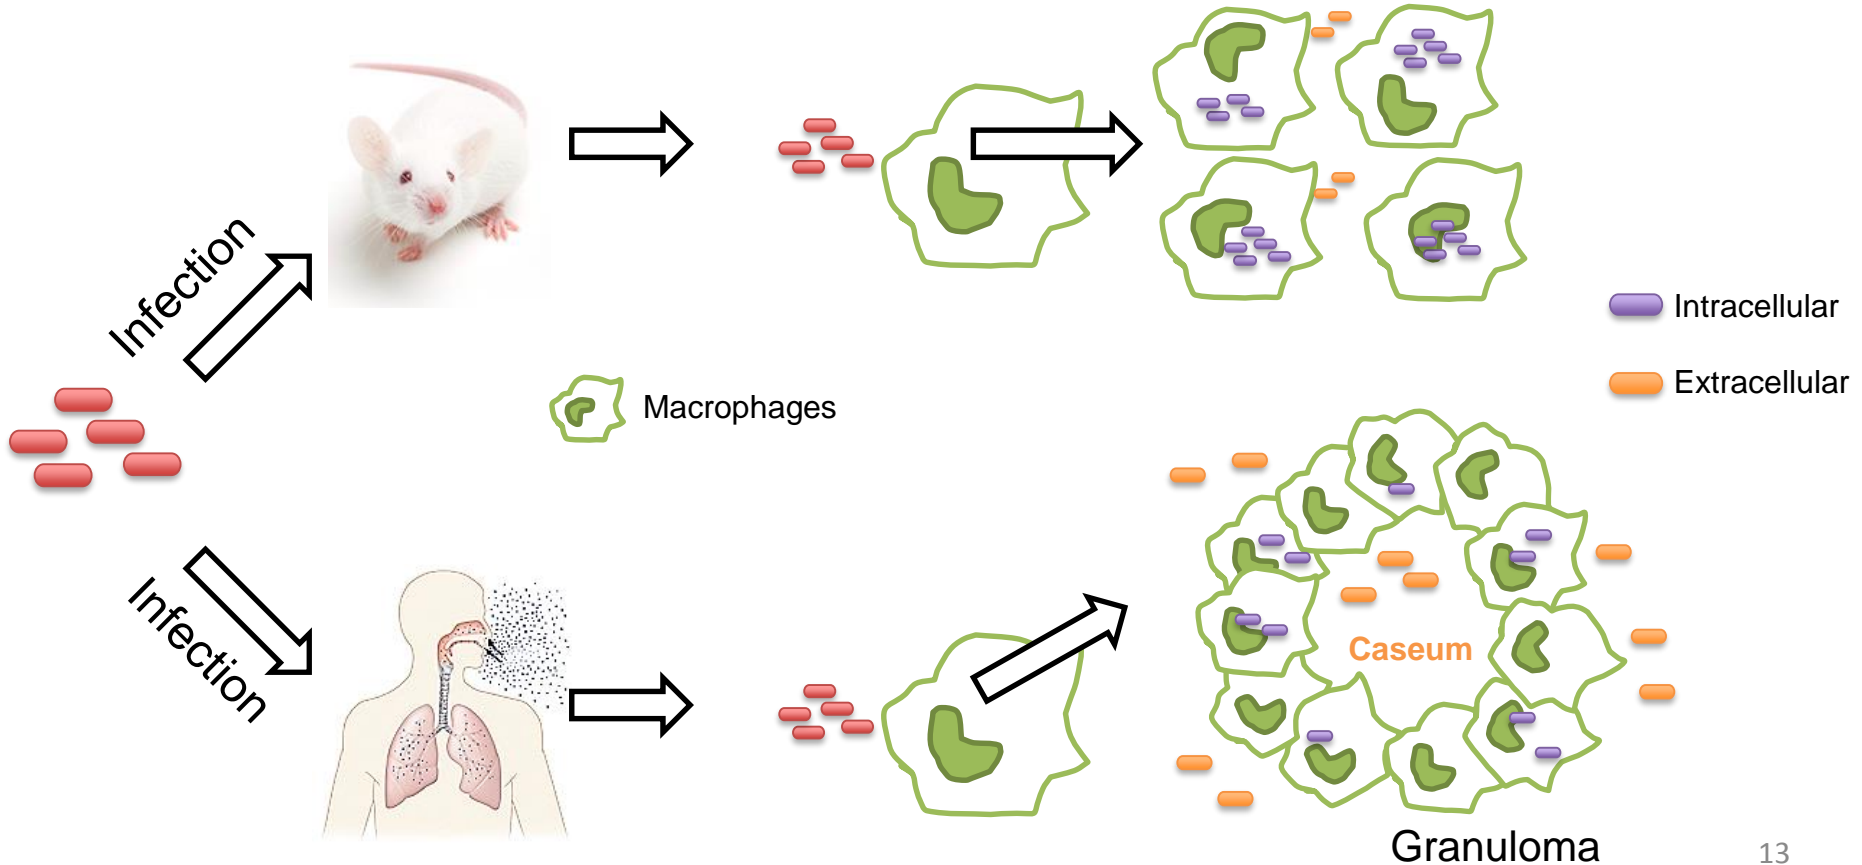 Infection
Intracellular
Extracellular
Macrophages
Infection
Caseum
Granuloma
13